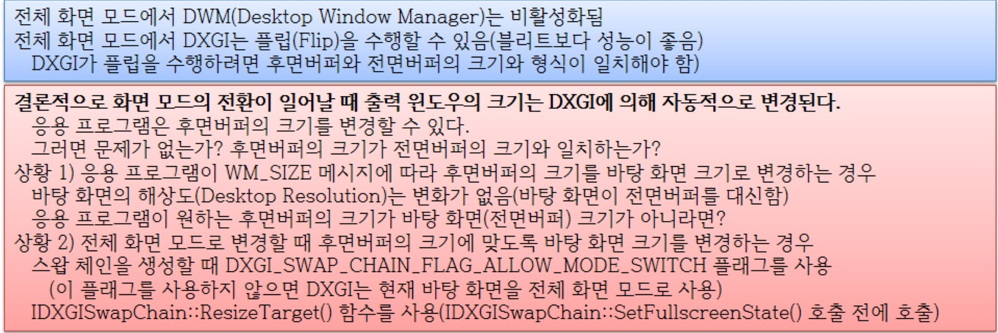 전체 화면 모드에서 DWM(Desktop Window Manager)는 비활성화됨
전체 화면 모드에서 DXGI는 플립(Flip)을 수행할 수 있음(블리트보다 성능이 좋음)
DXGI가 플립을 수행하려면 후면버퍼와 전면버퍼의 크기와 형식이 일치해야 함)
결론적으로 화면 모드의 전환이 일어날 때 출력 윈도우의 크기는 DXGI에 의해 자동적으로 변경된다.
응용 프로그램은 후면버퍼의 크기를 변경할 수 있다.
그러면 문제가 없는가? 후면버퍼의 크기가 전면버퍼의 크기와 일치하는가?
상황 1) 응용 프로그램이 WM_SIZE 메시지에 따라 후면버퍼의 크기를 바탕 화면 크기로 변경하는 경우
바탕 화면의 해상도(Desktop Resolution)는 변화가 없음(바탕 화면이 전면버퍼를 대신함)
응용 프로그램이 원하는 후면버퍼의 크기가 바탕 화면(전면버퍼) 크기가 아니라면?
상황 2) 전체 화면 모드로 변경할 때 후면버퍼의 크기에 맞도록 바탕 화면 크기를 변경하는 경우
스왑 체인을 생성할 때 DXGI_SWAP_CHAIN_FLAG_ALLOW_MODE_SWITCH 플래그를 사용
(이 플래그를 사용하지 않으면 DXGI는 현재 바탕 화면을 전체 화면 모드로 사용)
IDXGISwapChain::ResizeTarget() 함수를 사용(IDXGISwapChain::SetFullscreenState() 호출 전에 호출)